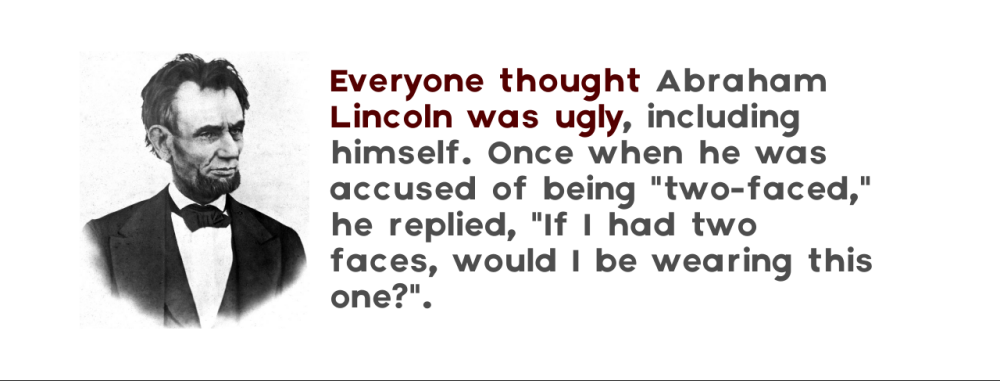 Everyone thought Abraham
Lincoln was ugly, including
himself. Once when he was
accused of being "two-faced,"
he replied, "If I had two
faces, would I be wearing this
one?".